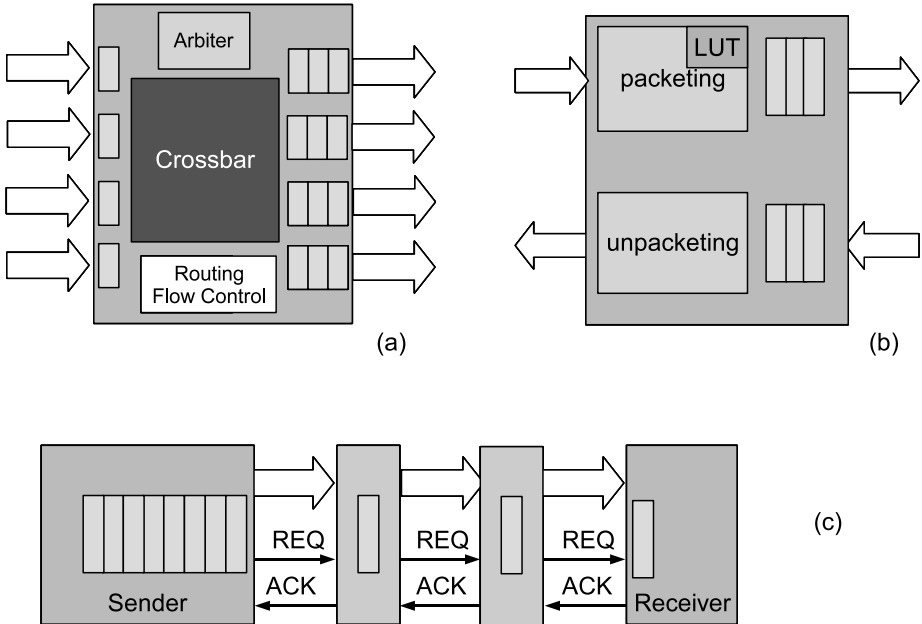 Arbiter
Crossbar
Routing
Flow Control
(a)
LUT
packeting
unpacketing
(b)
REQ
REQ
REQ
ACK
ACK
ACK
Sender
Receiver
(c)